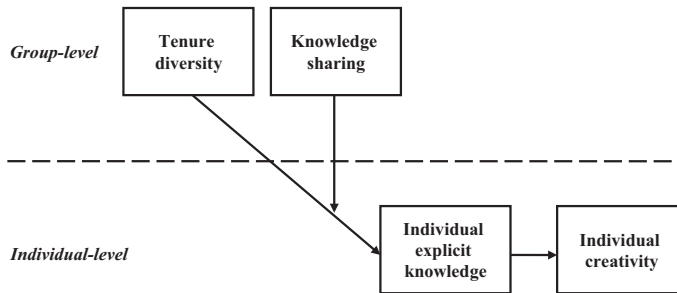 Group-level
Tenure
diversity
Knowledge
sharing
Individual-level
Individual
explicit
knowledge
Individual
creativity